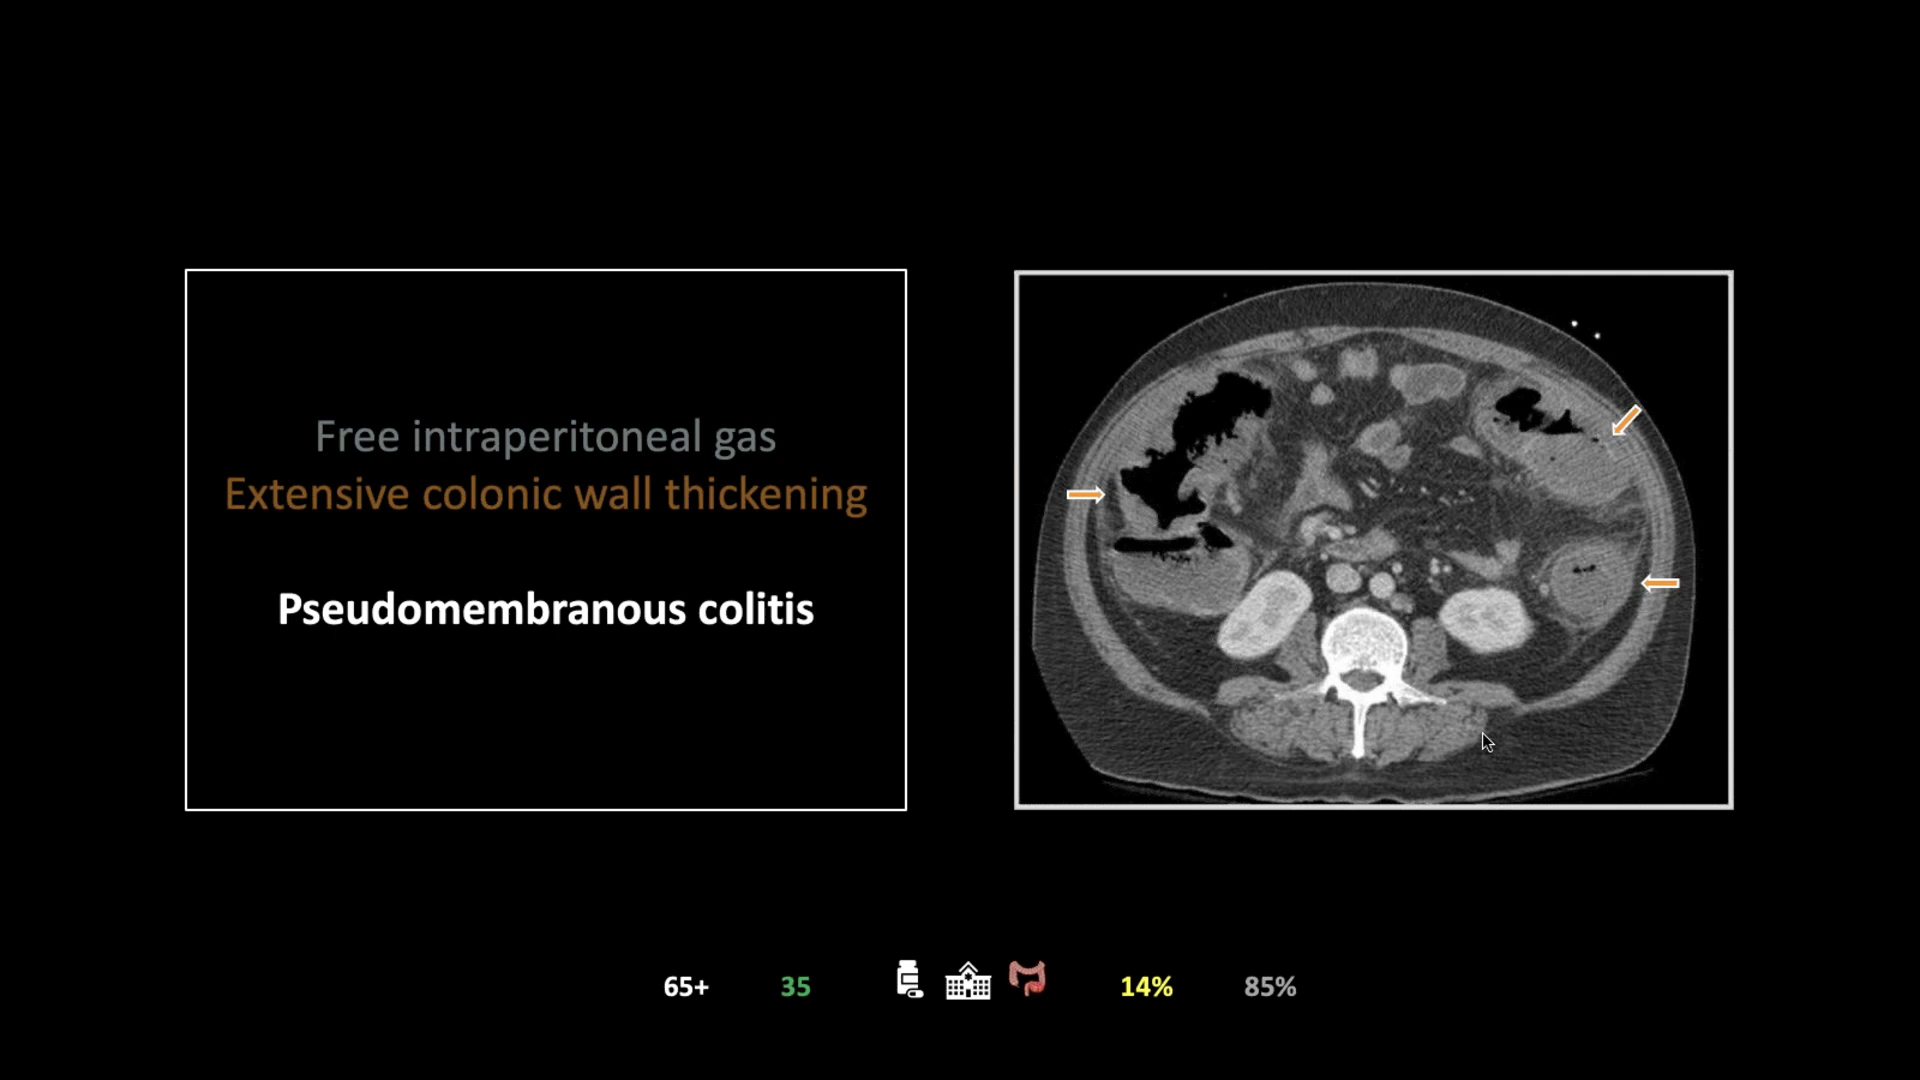 Free intraperitoneal gas
Extensive colonic wall thickening
Pseudomembranous colitis
65+ 35 14% 85%